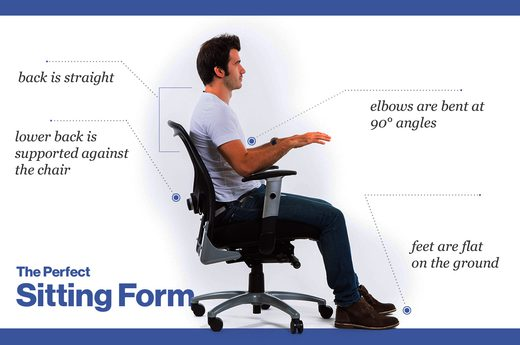 back is straight
lower back is
supported against
the chair
elbows are bent at
90° angles
feet are flat
on the ground
The Perfect
Sitting Form